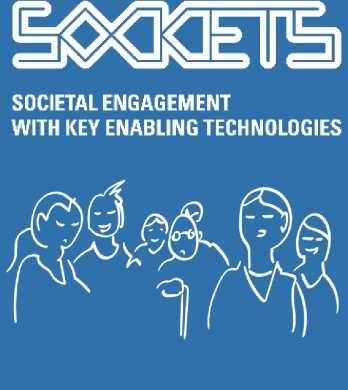 SOCKETS
SOCIETAL ENGAGEMENT
WITH KEY ENABLING TECHNOLOGIES